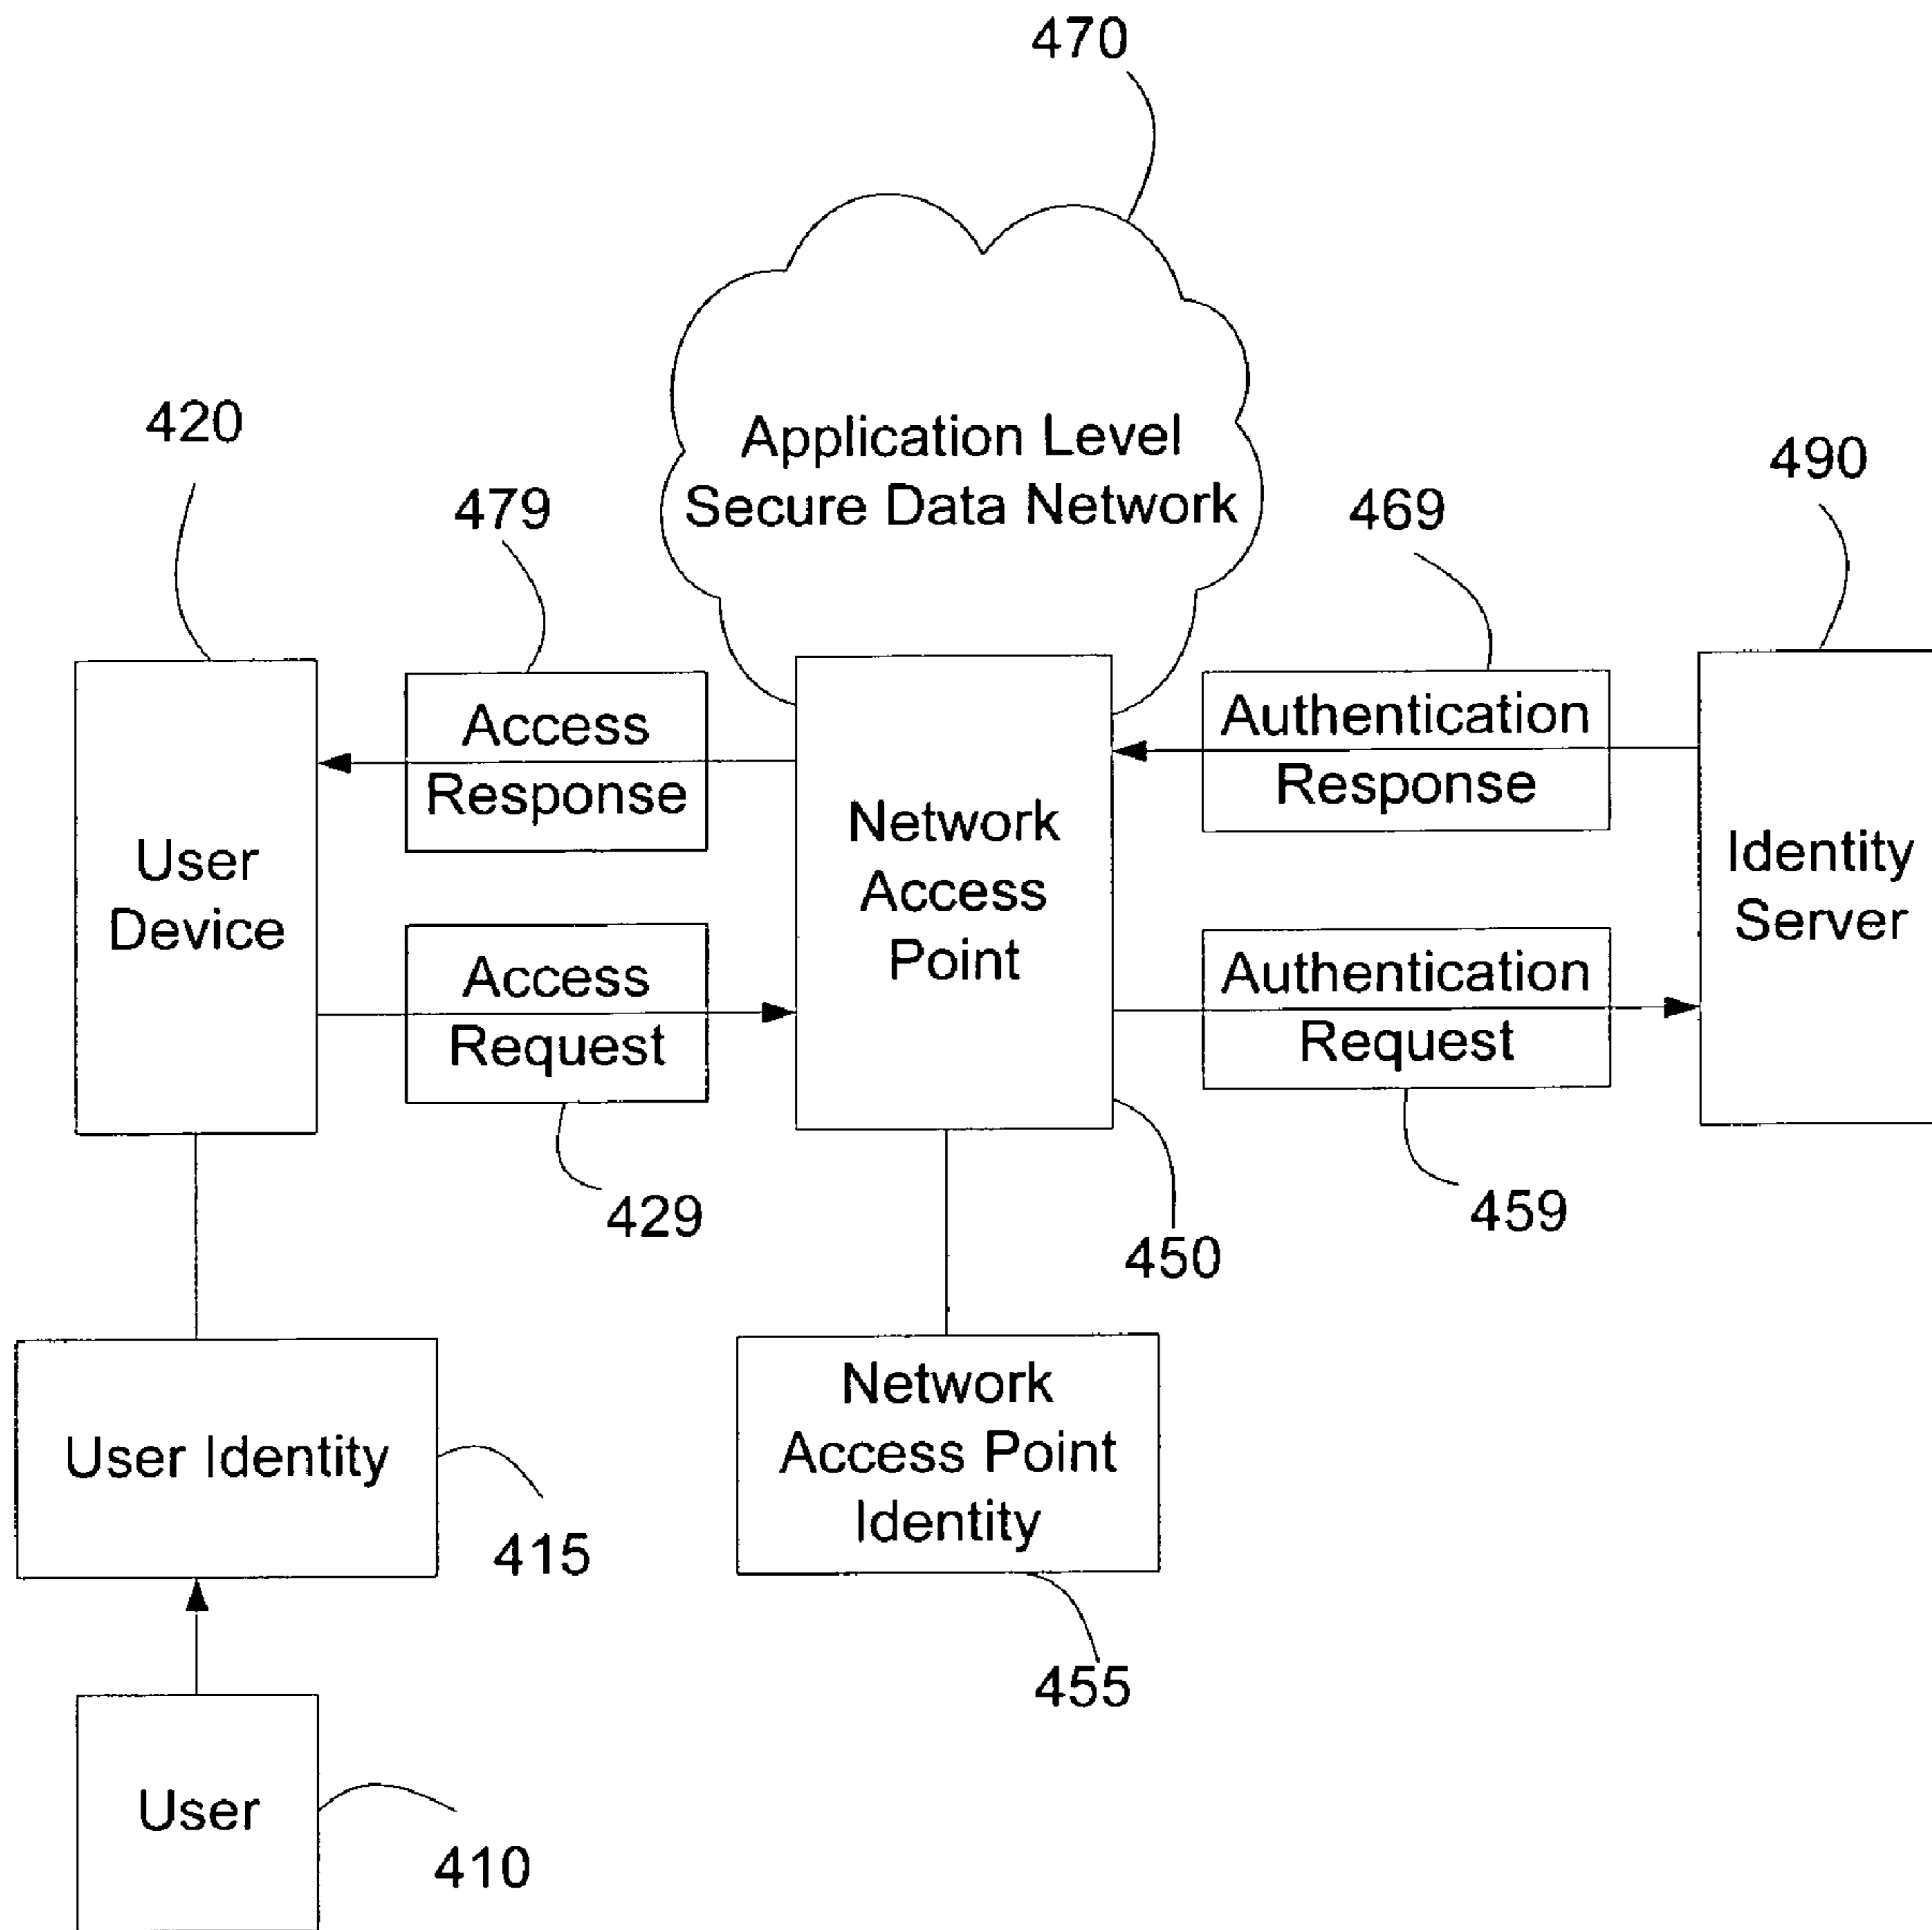 470
Application Level
Secure Data Network
420
479
469
490
User
Device
Access
Response
Network
Access
Point
Authentication
Response
Identity
Server
Access
Request
Authentication
Request
429
450
459
User Identity
415
Network
Access Point
Identity
455
User
410